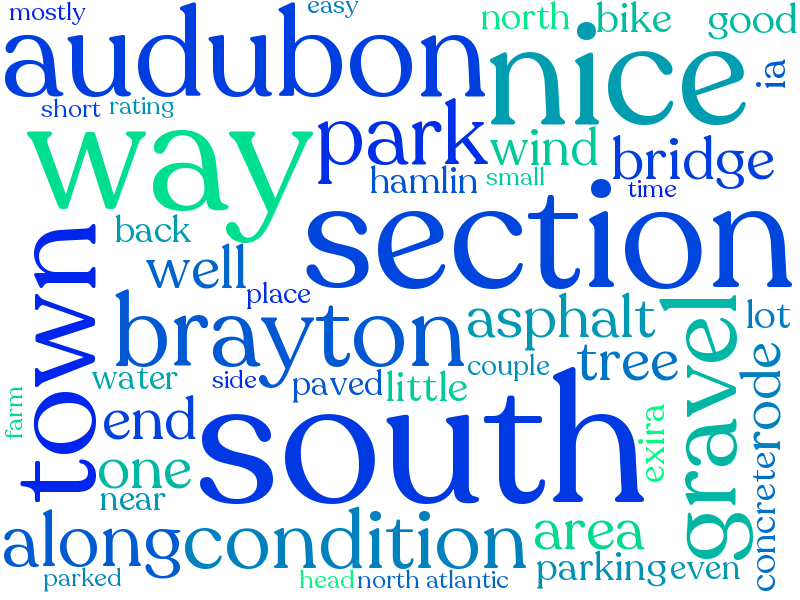 mostly
easy
north
bike
good
audubon
nice
ia
short
rating
way
park
wind
bridge
hamlin
small
time
back
section
well
town
place
brayton
asphalt
gravel
lot
couple
tree
rode
water
side
paved
little
farm
end
south
exira
one
near
concrete
along
condition
area
parking
even
parked
head
north atlantic